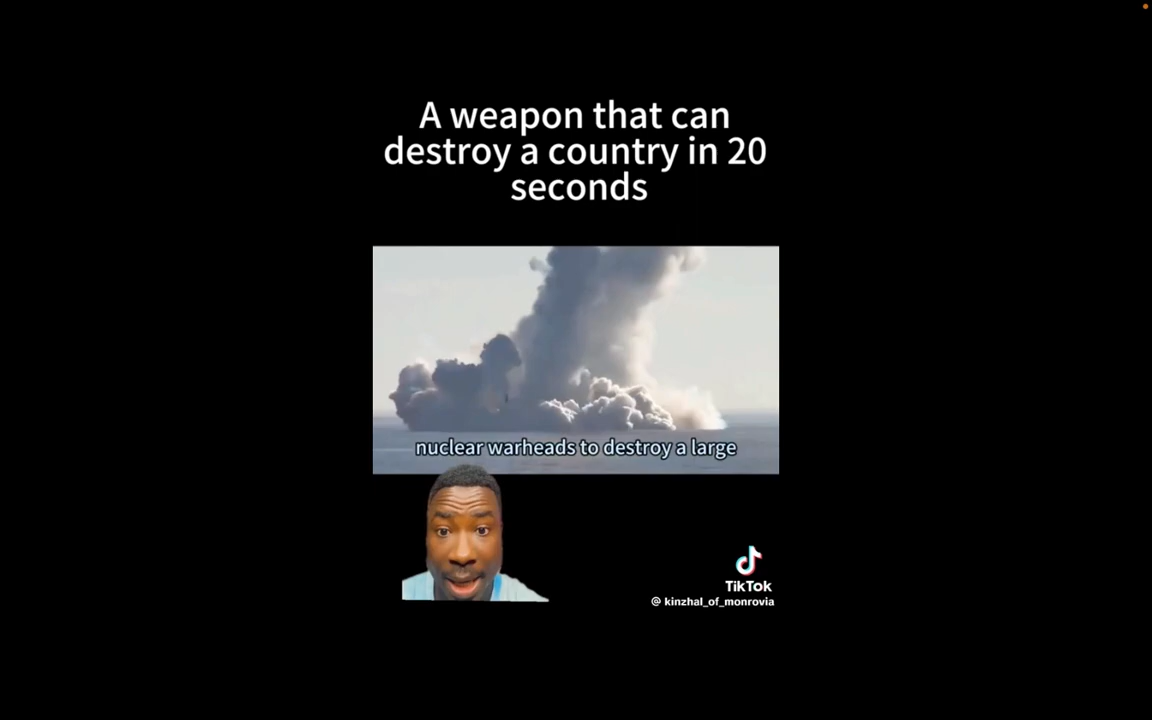 A weapon that can
destroy a country in 20
seconds
nuclear warheads to destroy a large
TikTok
@ kinzhal_of_monrovia